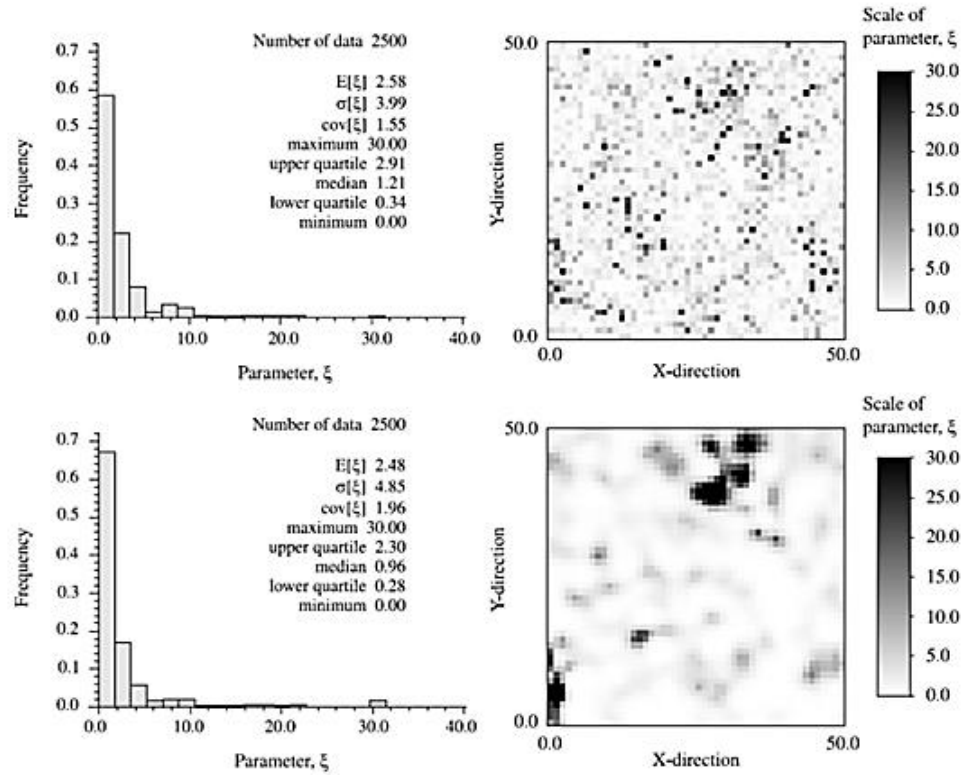 Number of data 2500
E[ξ] 2.58
σ[ξ] 3.99
cov[ξ] 1.55
maximum 30.00
upper quartile 2.91
median 1.21
lower quartile 0.34
minimum 0.00
Frequency
0.7
0.6
0.5
0.4
0.3
0.2
0.1
0.0
0.0 10.0 20.0 30.0 40.0
Parameter, ξ
50.0
Y-direction
0.0
0.0 50.0
X-direction
Scale of
parameter, ξ
30.0
25.0
20.0
15.0
10.0
5.0
0.0
Number of data 2500
E[ξ] 2.48
σ[ξ] 4.85
cov[ξ] 1.96
maximum 30.00
upper quartile 2.30
median 0.96
lower quartile 0.28
minimum 0.00
Frequency
0.7
0.6
0.5
0.4
0.3
0.2
0.1
0.0
0.0 10.0 20.0 30.0 40.0
Parameter, ξ
50.0
Y-direction
0.0
0.0 50.0
X-direction
Scale of
parameter, ξ
30.0
25.0
20.0
15.0
10.0
5.0
0.0